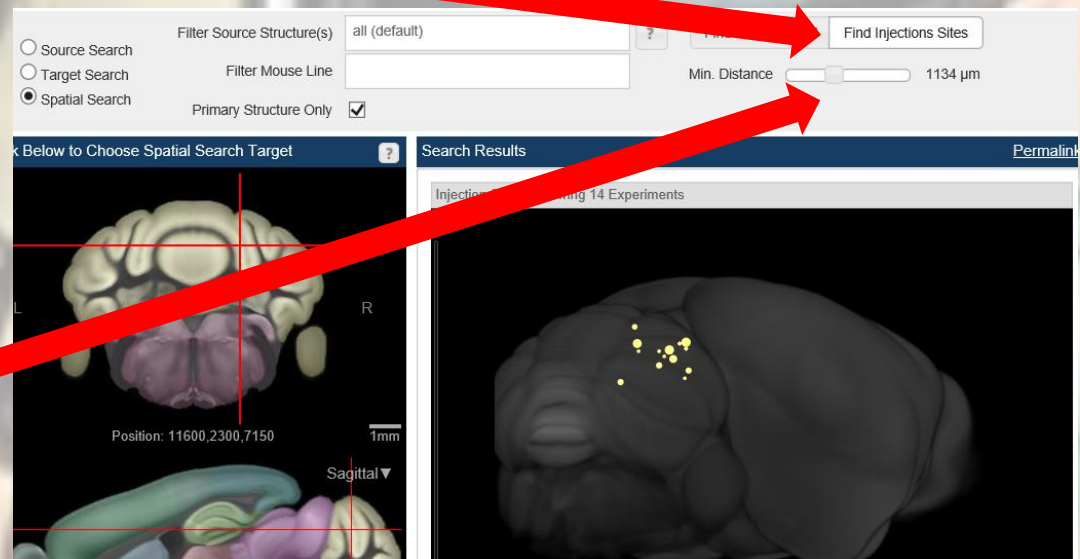 Source Search
Target Search
Spatial Search
Filter Source Structure(s) all (default) ?
Filter Mouse Line
Primary Structure Only
Find Injections Sites
Min. Distance 1134 µm
Below to Choose Spatial Search Target ?
Search Results Permalink
14 Experiments
L
R
Position: 11600,2300,7150
1mm
Sagittal▼